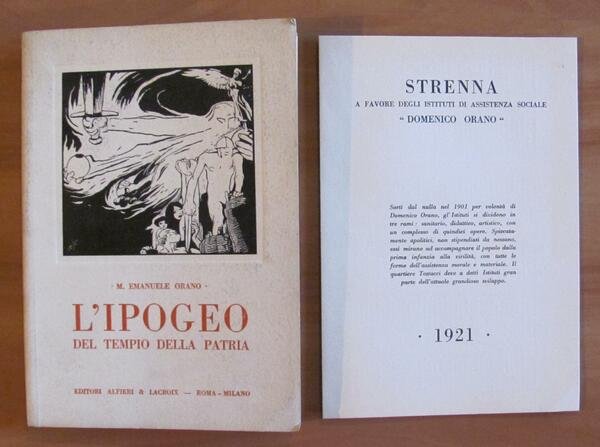 · M. EMANUELE ORANO ·
L'IPOGEO
DEL TEMPIO DELLA PATRIA
EDITORI ALFIERI & LACROIX — ROMA - MILANO
STRENNA
A FAVORE DEGLI ISTITUTI DI ASSISTENZA SOCIALE
" DOMENICO ORANO "
Sorti dal nulla nel 1901 per volontà di
Domenico Orano, gl'Istituti si dividono in
tre rami: sanitario, didattico, artistico, con
un complesso di quindici opere. Spiccata-
mente apolitici, non stipendiati da nessuno,
essi mirano ad accompagnare il popolo dalla
prima infanzia alla virilità, con tutte le
forme dell'assistenza morale e materiale. Il
quartiere Testacci deve a detti Istituti gran
parte dell'attuale grandioso sviluppo.
· 1921 ·